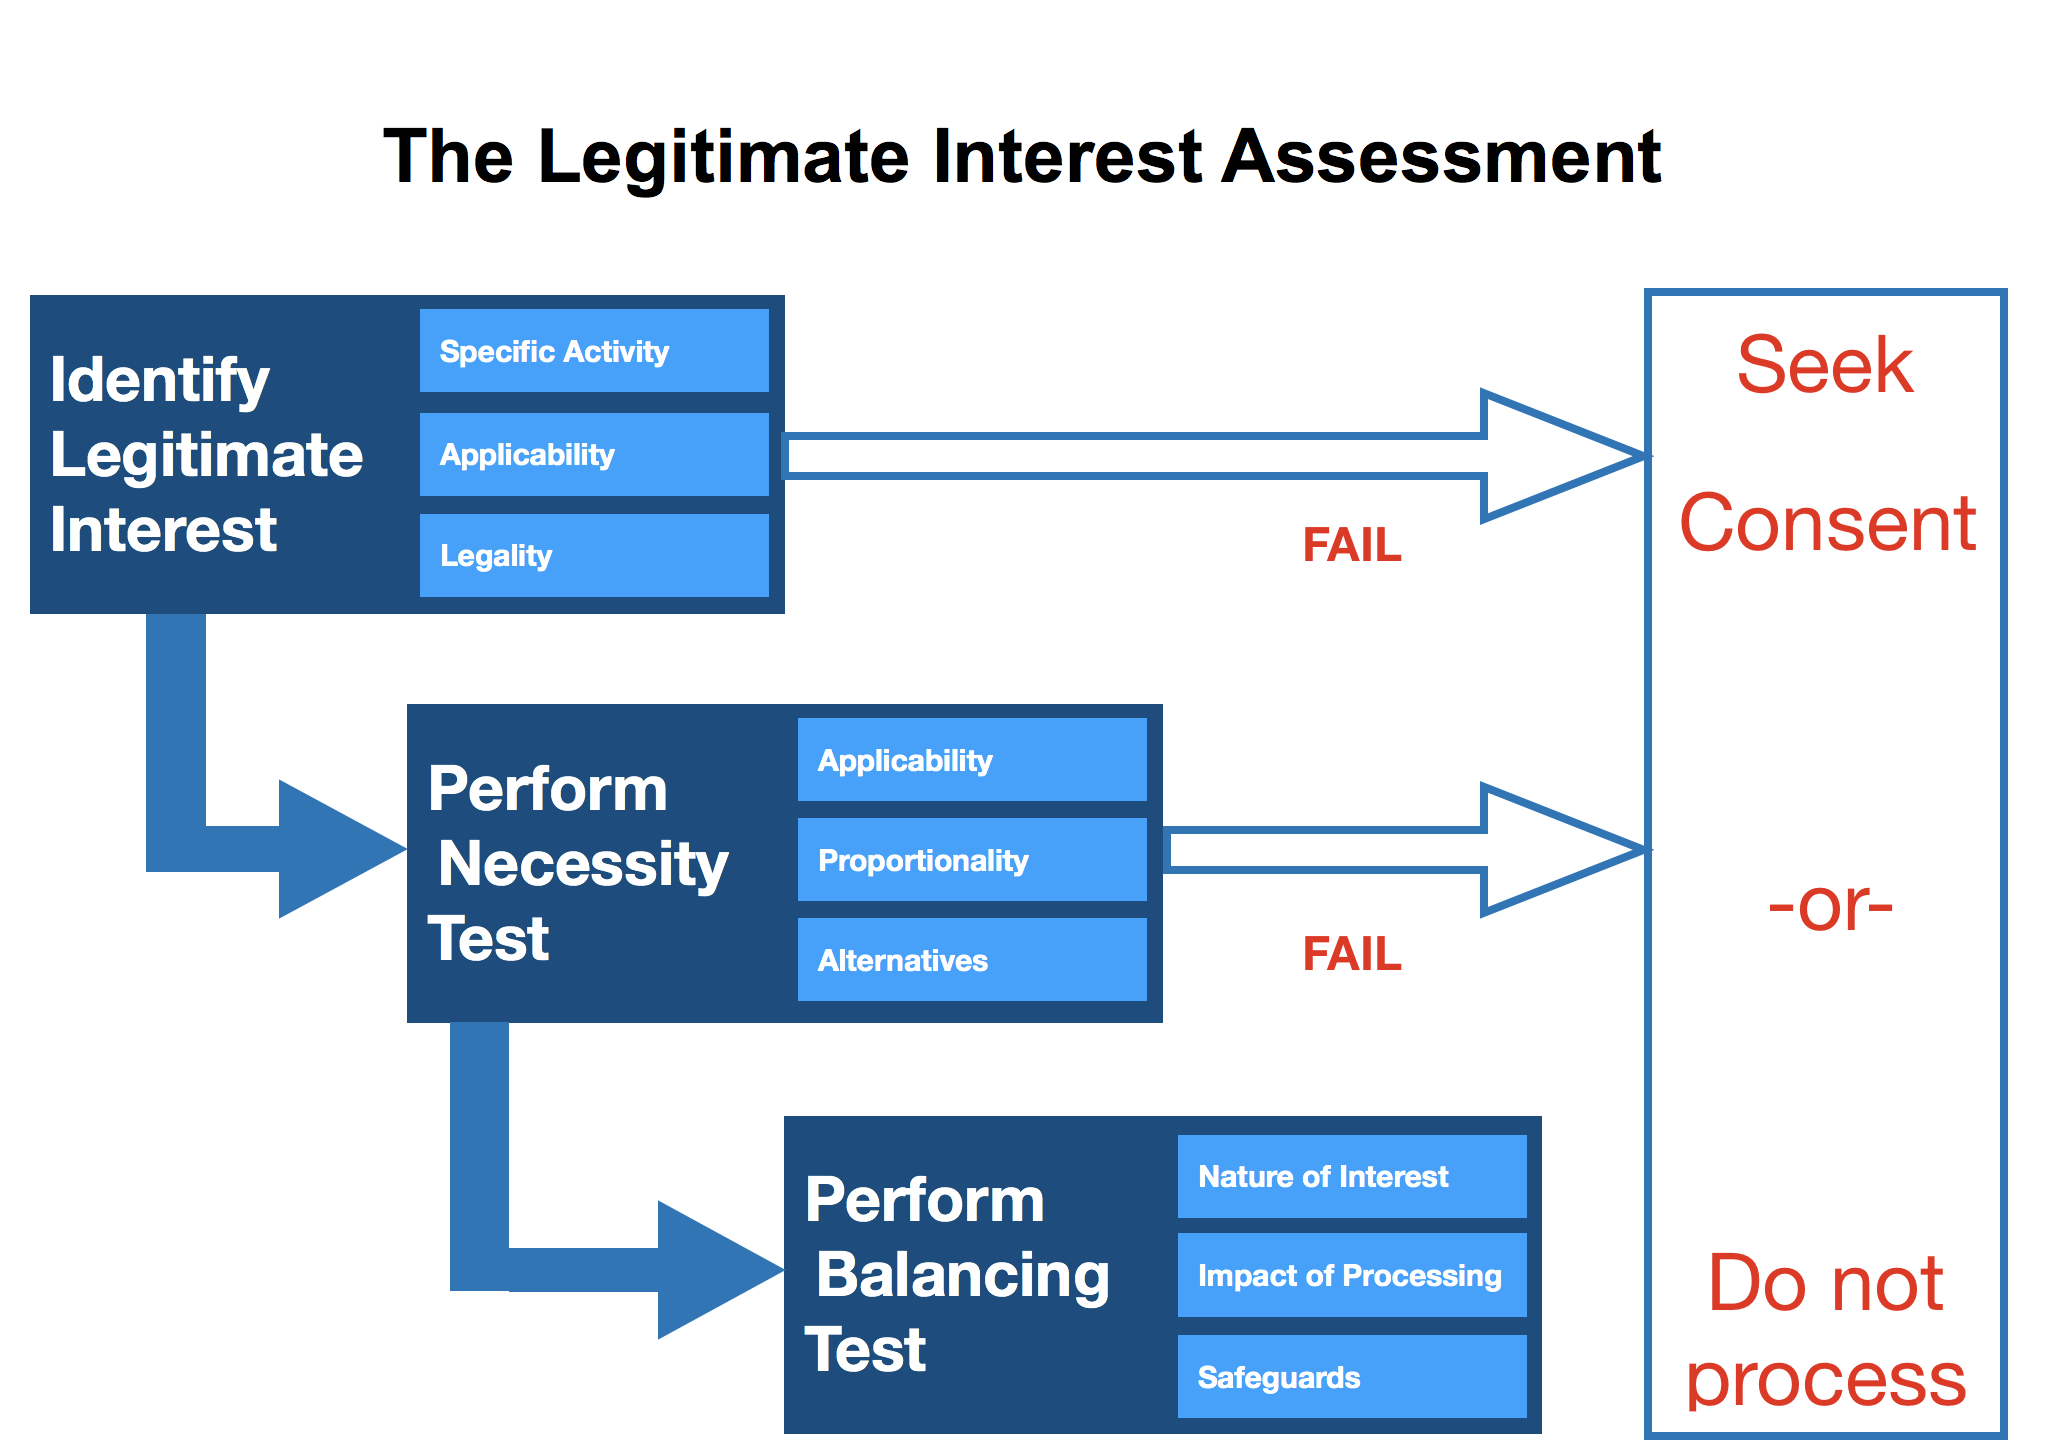 The Legitimate Interest Assessment
Identify
Legitimate
Interest
Specific Activity
Applicability
Legality
FAIL
Seek
Consent
Perform
Necessity
Test
Applicability
Proportionality
Alternatives
FAIL
-or-
Perform
Balancing
Test
Nature of Interest
Impact of Processing
Safeguards
Do not
process